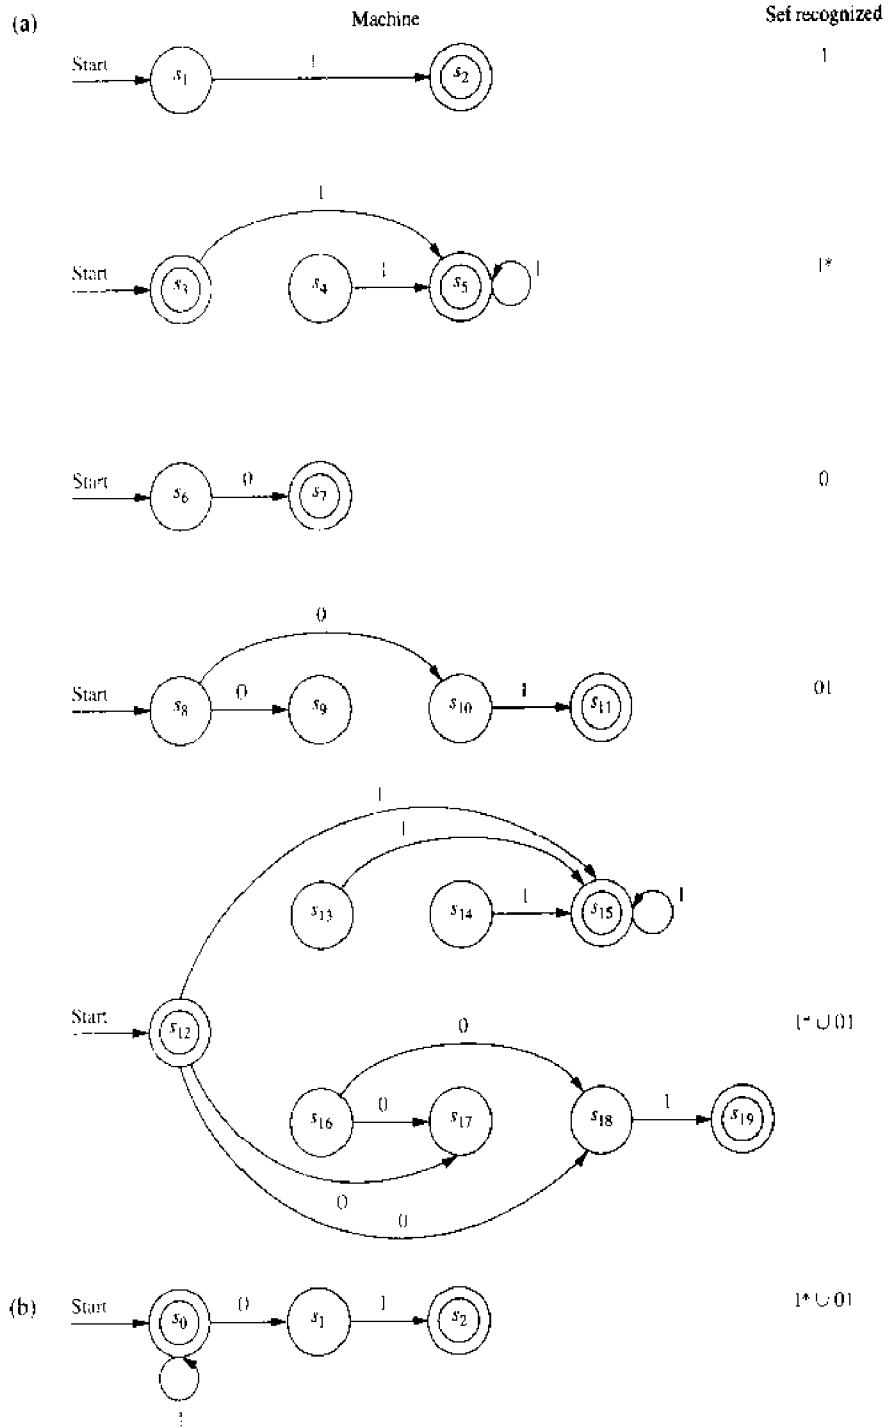 (a) Machine Sef recognized
Start s1 1 s2 1
1
Start s3 s4 1 s5 1 1*
Start s6 0 s7 0
0
Start s8 0 s9 s10 1 s11 01
1
1
s13 s14 1 s15 1
Start s12 1* ∪ 01
0
s16 0 s17 s18 1 s19
0
0
(b) Start s0 0 s1 1 s2 1* ∪ 01
1